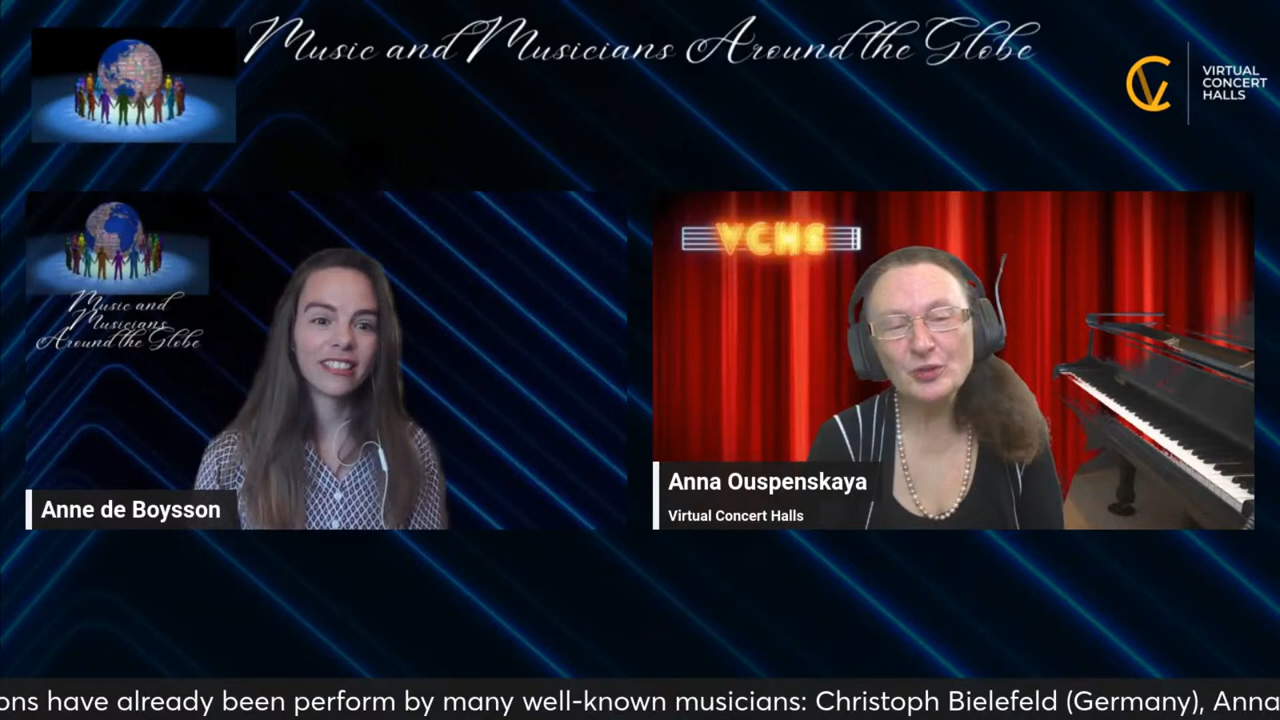 Music and Musicians Around the Globe
VIRTUAL
CONCERT
HALLS
Music and
Musicians
Around the Globe
VCHS
Anne de Boysson
Anna Ouspenskaya
Virtual Concert Halls
ons have already been perform by many well-known musicians: Christoph Bielefeld (Germany), Anna